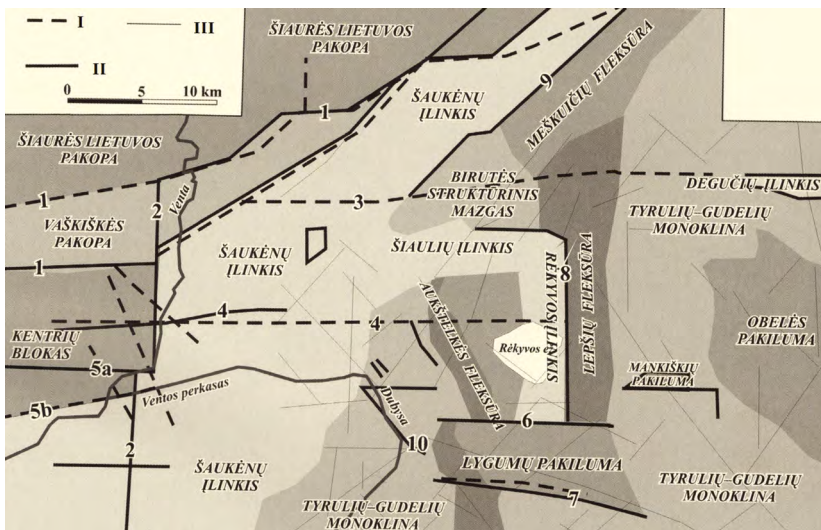 I
III
II
0 5 10 km
ŠIAURĖS LIETUVOS
PAKOPA
1
ŠAUKĖNŲ
ĮLINKIS
9
MEŠKUIČIŲ FLEKSŪRA
ŠIAURĖS LIETUVOS
PAKOPA
1
2
Venta
3
BIRUTĖS
STRUKTŪRINIS
MAZGAS
DEGUČIŲ ĮLINKIS
VAŠKIŠKĖS
PAKOPA
TYRULIŲ–GUDELIŲ
MONOKLINA
1
ŠAUKĖNŲ
ĮLINKIS
ŠIAULIŲ ĮLINKIS
8
RĖKYVOS ĮLINKIS
LEPŠIŲ FLEKSŪRA
AUKŠTELKĖS FLEKSŪRA
4
4
KENTRIŲ
BLOKAS
OBELĖS
PAKILUMA
Rėkyvos ež.
5a
MANKIŠKIŲ
PAKILUMA
5b
Ventos perkasas
Dubysa
6
2
10
ŠAUKĖNŲ
ĮLINKIS
LYGUMŲ PAKILUMA
TYRULIŲ–GUDELIŲ
MONOKLINA
7
TYRULIŲ–GUDELIŲ
MONOKLINA